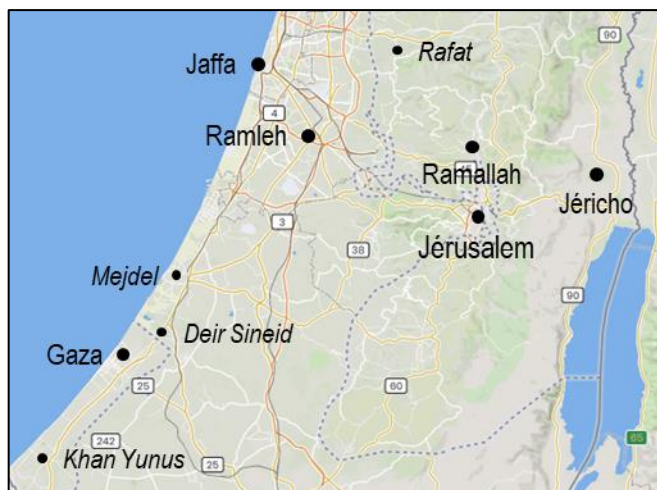 90
Rafat
Jaffa
4
Ramleh
Ramallah
Jéricho
3
Jérusalem
38
Mejdel
90
Deir Sineid
Gaza
25
60
242
65
Khan Yunus
25